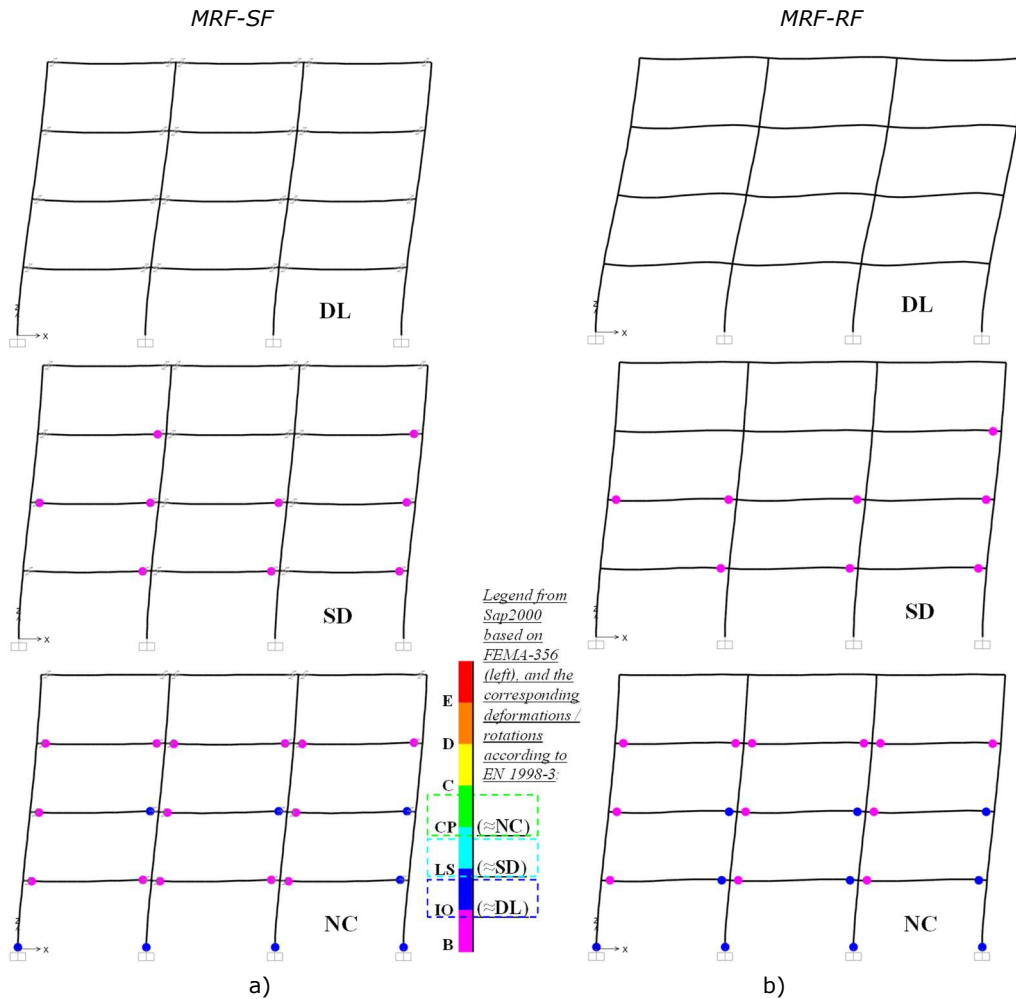 MRF-SF
MRF-RF
DL
DL
z
x
x
SD
SD
z
x
x
Legend from
Sap2000
based on
FEMA-356
(left), and the
corresponding
deformations /
rotations
according to
EN 1998-3:
E
D
C
CP
(≈NC)
LS
(≈SD)
IO
(≈DL)
B
NC
NC
z
x
x
a)
b)